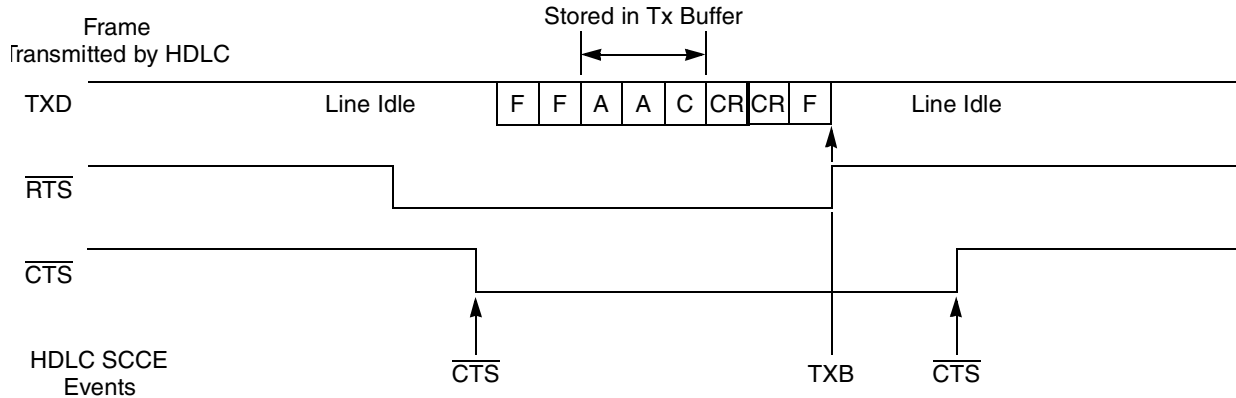 Stored in Tx Buffer
Frame
Transmitted by HDLC
TXD Line Idle F F A A C CR CR F Line Idle
RTS
CTS
HDLC SCCE
Events
CTS TXB CTS